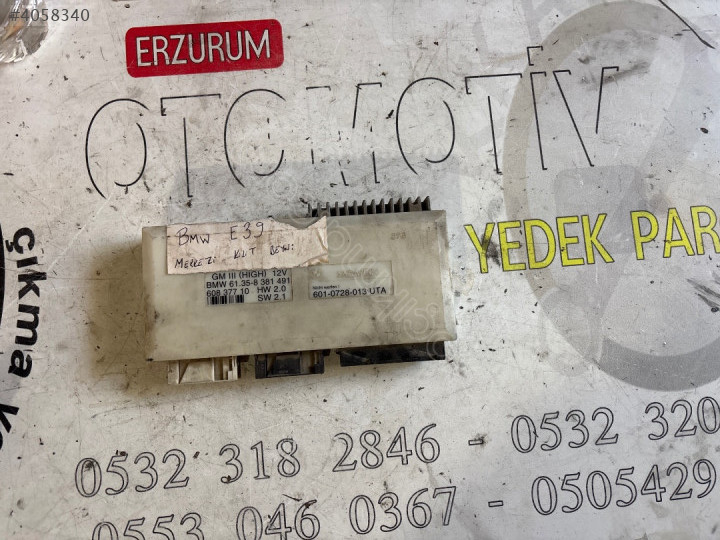 #4058340
ERZURUM
OTOMOTİV
YEDEK PAR
çıkma
BMW E39
MERKEZİ KİLİT BEYNİ
GM III (HIGH) 12V
BMW 61.35-8 381 491
608 377 10 HW 2.0
SW 2.1
601-0728-013 UTA
0532 318 2846 - 0532 320
0553 046 0367 - 0505429